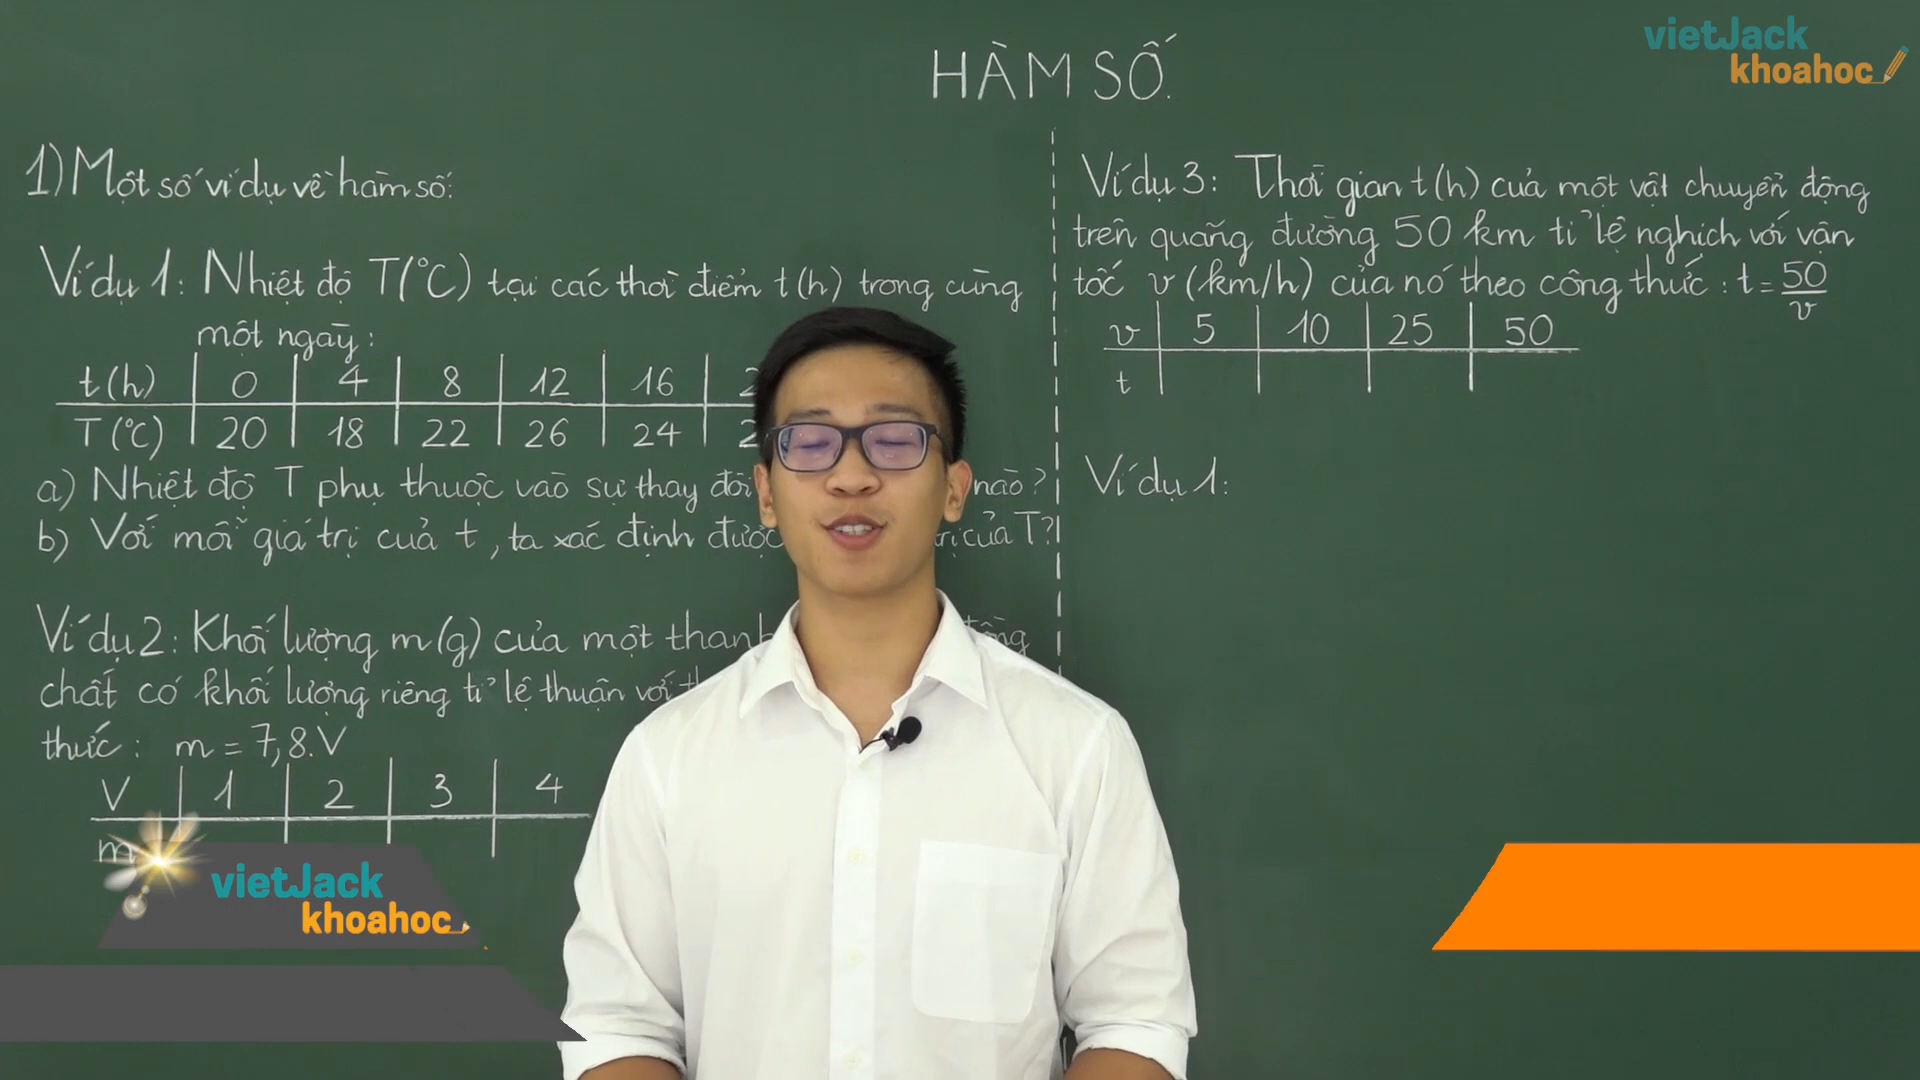 vietJack
khoahoc
HÀM SỐ.
1) Một số ví dụ về hàm số:
Ví dụ 1: Nhiệt độ T(°C) tại các thời điểm t(h) trong cùng
một ngày:
t(h) 0 4 8 12 16
T(°C) 20 18 22 26 24
a) Nhiệt độ T phụ thuộc vào sự thay đổi nào?
b) Với mỗi giá trị của t, ta xác định được của T?
Ví dụ 2: Khối lượng m(g) của một thanh đồng
chất có khối lượng riêng tỉ lệ thuận với
thức: m = 7,8.V
V 1 2 3 4
m
Ví dụ 3: Thời gian t(h) của một vật chuyển động
trên quãng đường 50 km tỉ lệ nghịch với vận
tốc v (km/h) của nó theo công thức: t = 50/v
v 5 10 25 50
t
Ví dụ 1:
vietJack
khoahoc